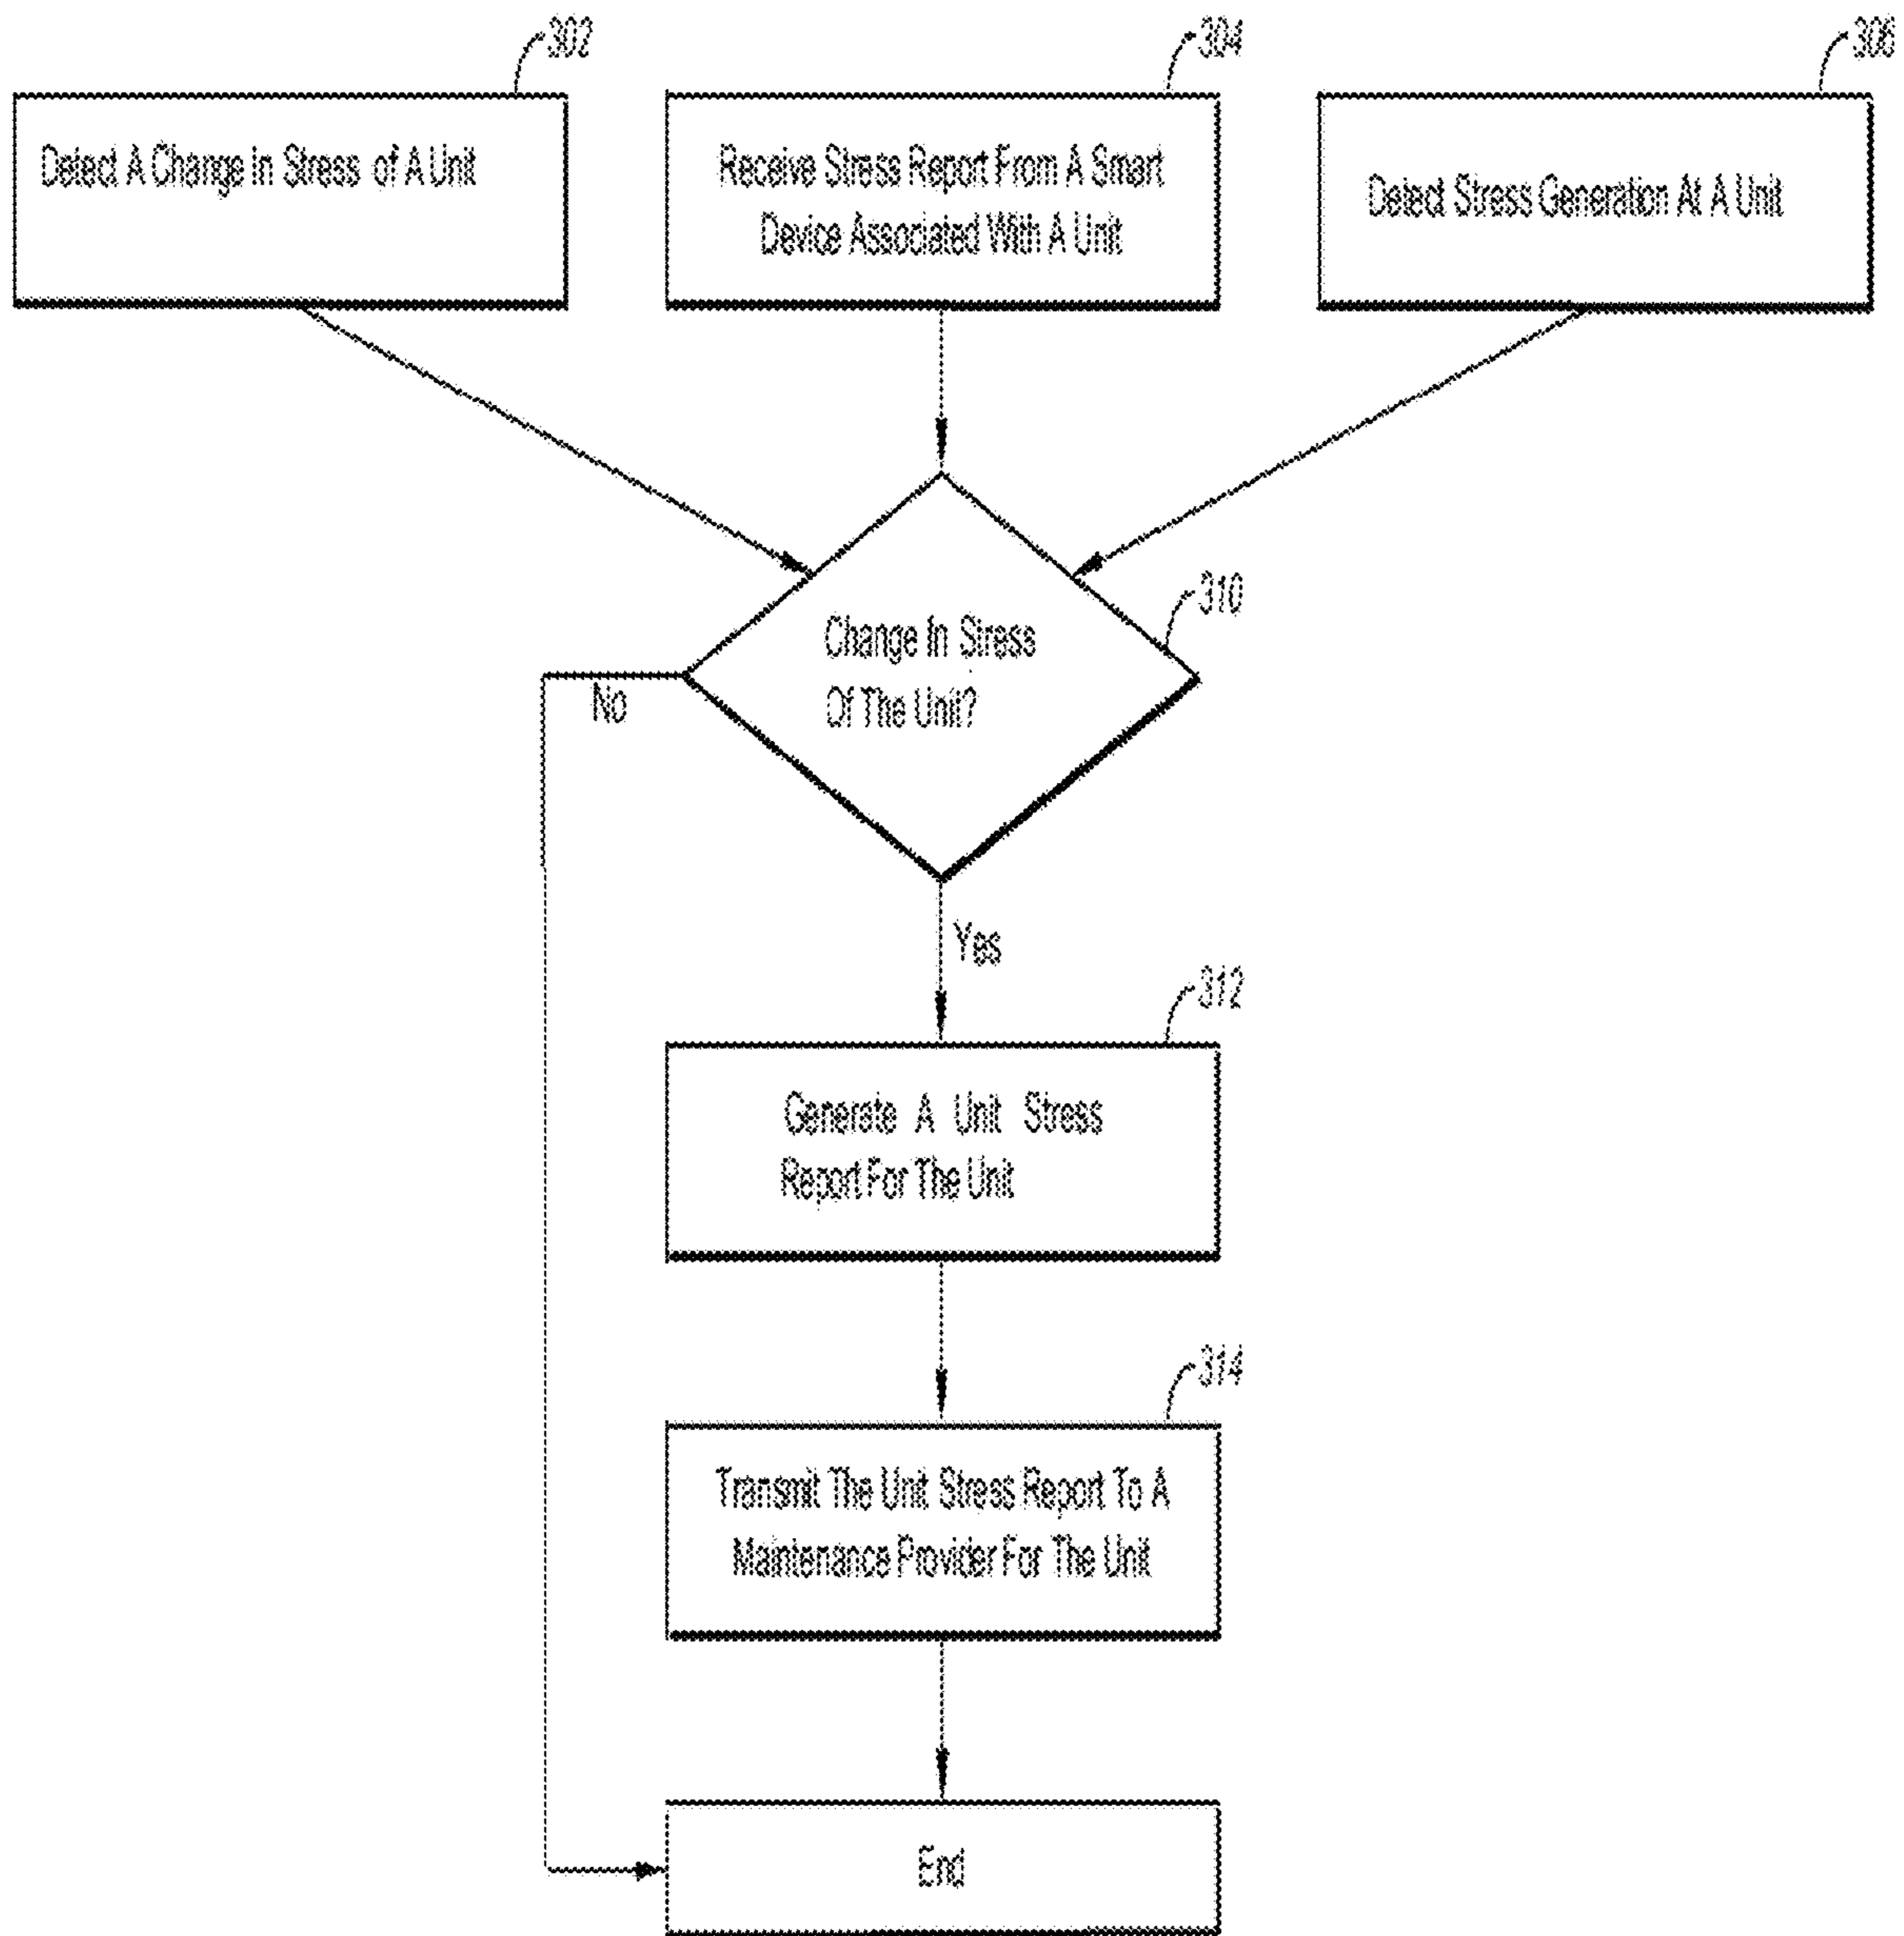 302
304
306
Detect A Change In Stress of A Unit
Receive Stress Report From A Smart
Device Associated With A Unit
Detect Stress Generation At A Unit
310
Change In Stress
Of The Unit?
No
Yes
312
Generate A Unit Stress
Report For The Unit
314
Transmit The Unit Stress Report To A
Maintenance Provider For The Unit
End